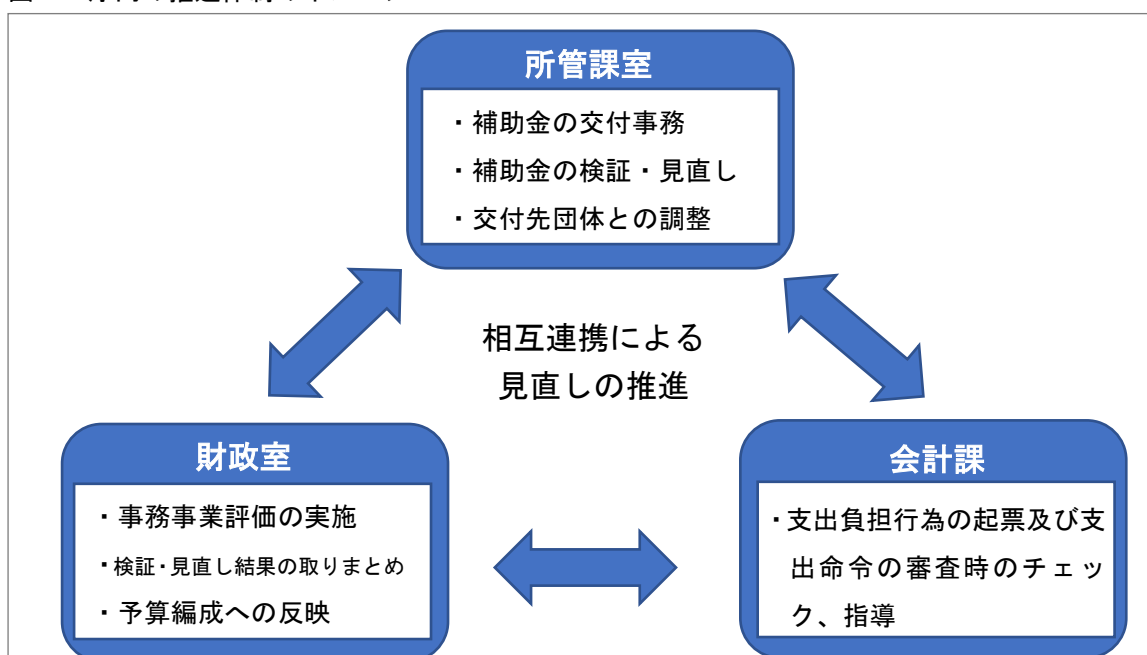 所管課室
・補助金の交付事務
・補助金の検証・見直し
・交付先団体との調整
相互連携による
見直しの推進
財政室
・事務事業評価の実施
・検証・見直し結果の取りまとめ
・予算編成への反映
会計課
・支出負担行為の起票及び支
出命令の審査時のチェッ
ク、指導